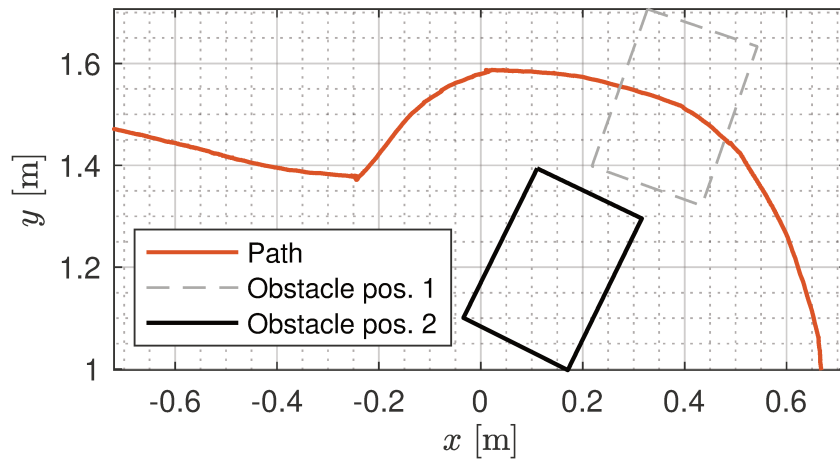 1.6
1.4
1.2
1
y [m]
Path
Obstacle pos. 1
Obstacle pos. 2
-0.6 -0.4 -0.2 0 0.2 0.4 0.6
x [m]